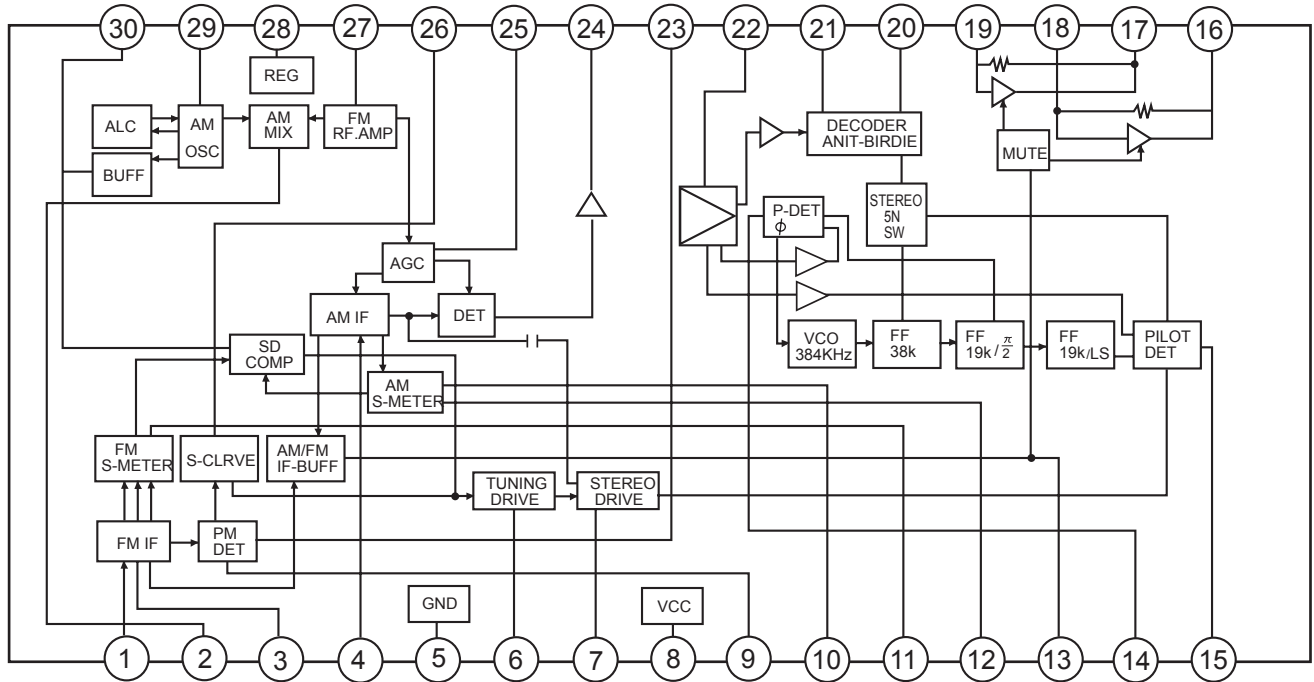 30 29 28 27 26 25 24 23 22 21 20 19 18 17 16
REG
ALC
AM
OSC
AM
MIX
FM
RF.AMP
BUFF
DECODER
ANIT-BIRDIE
MUTE
STEREO
5N
SW
P-DET
ϕ
AGC
AM IF
DET
SD
COMP
VCO
384KHz
FF
38k
FF
19k/π/2
FF
19k/LS
PILOT
DET
AM
S-METER
FM
S-METER
S-CLRVE
AM/FM
IF-BUFF
TUNING
DRIVE
STEREO
DRIVE
FM IF
PM
DET
GND
VCC
1 2 3 4 5 6 7 8 9 10 11 12 13 14 15